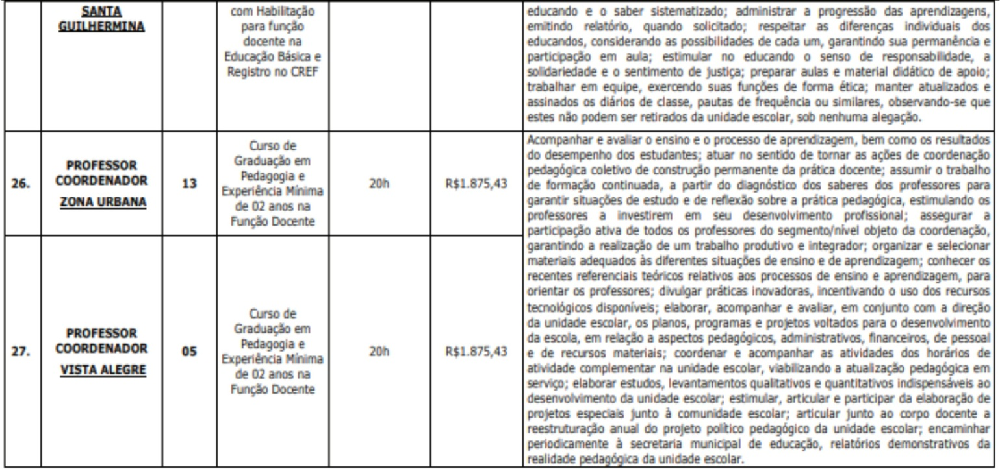 SANTA
GUILHERMINA
com Habilitação
para função
docente na
Educação Básica e
Registro no CREF
educando e o saber sistematizado; administrar a progressão das aprendizagens,
emitindo relatório, quando solicitado; respeitar as diferenças individuais dos
educandos, considerando as possibilidades de cada um, garantindo sua permanência e
participação em aula; estimular no educando o senso de responsabilidade, a
solidariedade e o sentimento de justiça; preparar aulas e material didático de apoio;
trabalhar em equipe, exercendo suas funções de forma ética; manter atualizados e
assinados os diários de classe, pautas de frequência ou similares, observando-se que
estes não podem ser retirados da unidade escolar, sob nenhuma alegação.
26.
PROFESSOR
COORDENADOR
ZONA URBANA
13
Curso de
Graduação em
Pedagogia e
Experiência Mínima
de 02 anos na
Função Docente
20h
R$1.875,43
Acompanhar e avaliar o ensino e o processo de aprendizagem, bem como os resultados
do desempenho dos estudantes; atuar no sentido de tornar as ações de coordenação
pedagógica coletivo de construção permanente da prática docente; assumir o trabalho
de formação continuada, a partir do diagnóstico dos saberes dos professores para
garantir situações de estudo e de reflexão sobre a prática pedagógica, estimulando os
professores a investirem em seu desenvolvimento profissional; assegurar a
participação ativa de todos os professores do segmento/nível objeto da coordenação,
garantindo a realização de um trabalho produtivo e integrador; organizar e selecionar
materiais adequados às diferentes situações de ensino e de aprendizagem; conhecer os
recentes referenciais teóricos relativos aos processos de ensino e aprendizagem, para
orientar os professores; divulgar práticas inovadoras, incentivando o uso dos recursos
tecnológicos disponíveis; elaborar, acompanhar e avaliar, em conjunto com a direção
da unidade escolar, os planos, programas e projetos voltados para o desenvolvimento
da escola, em relação a aspectos pedagógicos, administrativos, financeiros, de pessoal
e de recursos materiais; coordenar e acompanhar as atividades dos horários de
atividade complementar na unidade escolar, viabilizando a atualização pedagógica em
serviço; elaborar estudos, levantamentos qualitativos e quantitativos indispensáveis ao
desenvolvimento da unidade escolar; estimular, articular e participar da elaboração de
projetos especiais junto à comunidade escolar; articular junto ao corpo docente a
reestruturação anual do projeto político pedagógico da unidade escolar; encaminhar
periodicamente à secretaria municipal de educação, relatórios demonstrativos da
realidade pedagógica da unidade escolar.
27.
PROFESSOR
COORDENADOR
VISTA ALEGRE
05
Curso de
Graduação em
Pedagogia e
Experiência Mínima
de 02 anos na
Função Docente
20h
R$1.875,43